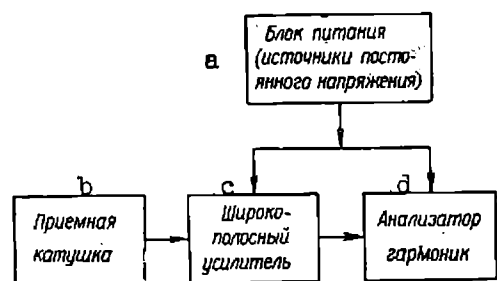 a
Блок питания
(источники посто-
янного напряжения)
b
Приемная
катушка
c
Широко-
полосный
усилитель
d
Анализатор
гармоник